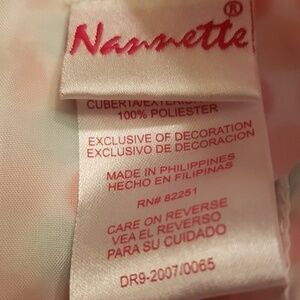 Nannette®
CUBERTA/EXTERIOR
100% POLIESTER
EXCLUSIVE OF DECORATION
EXCLUSIVO DE DECORACION
MADE IN PHILIPPINES
HECHO EN FILIPINAS
RN# 82251
CARE ON REVERSE
VEA EL REVERSO
PARA SU CUIDADO
DR9-2007/0065